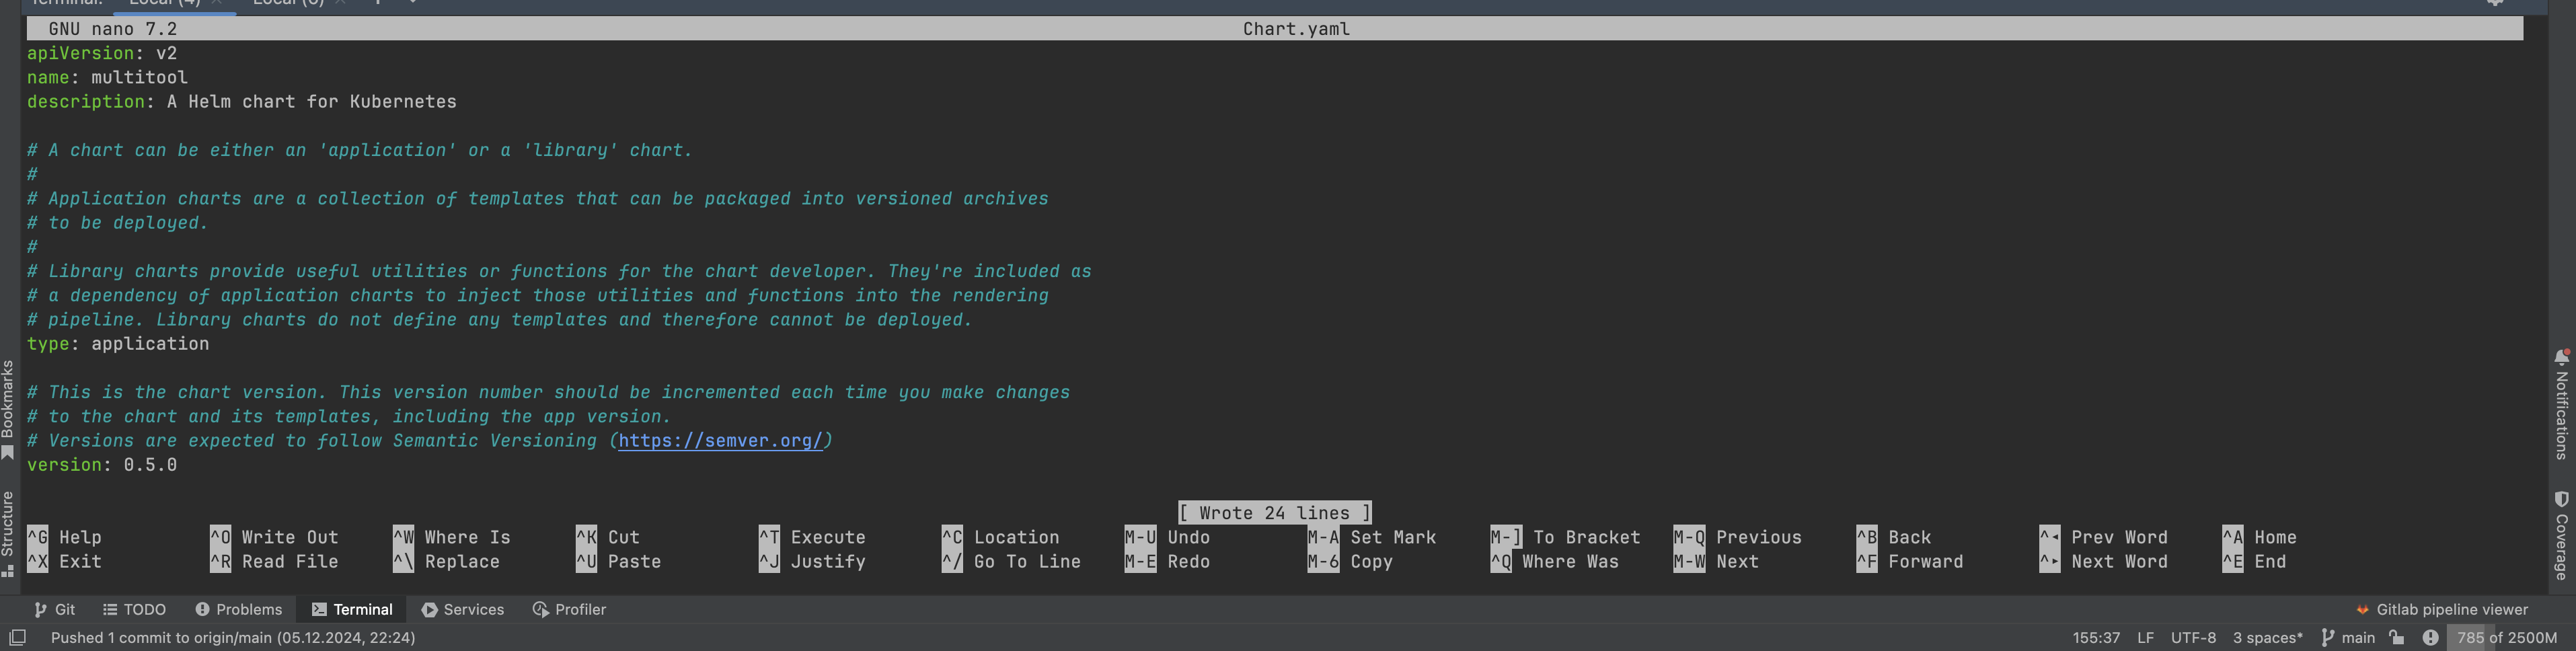 Terminal: Local (4) × Local (6) ×
GNU nano 7.2 Chart.yaml
apiVersion: v2
name: multitool
description: A Helm chart for Kubernetes
# A chart can be either an 'application' or a 'library' chart.
#
# Application charts are a collection of templates that can be packaged into versioned archives
# to be deployed.
#
# Library charts provide useful utilities or functions for the chart developer. They're included as
# a dependency of application charts to inject those utilities and functions into the rendering
# pipeline. Library charts do not define any templates and therefore cannot be deployed.
type: application
# This is the chart version. This version number should be incremented each time you make changes
# to the chart and its templates, including the app version.
# Versions are expected to follow Semantic Versioning (https://semver.org/)
version: 0.5.0
[ Wrote 24 lines ]
^G Help ^O Write Out ^W Where Is ^K Cut ^T Execute ^C Location M-U Undo M-A Set Mark M-] To Bracket M-Q Previous ^B Back ^◂ Prev Word ^A Home
^X Exit ^R Read File ^\ Replace ^U Paste ^J Justify ^/ Go To Line M-E Redo M-6 Copy ^Q Where Was M-W Next ^F Forward ^▸ Next Word ^E End
Bookmarks
Structure
Notifications
Coverage
Git TODO Problems Terminal Services Profiler Gitlab pipeline viewer
Pushed 1 commit to origin/main (05.12.2024, 22:24) 155:37 LF UTF-8 3 spaces* main 785 of 2500M